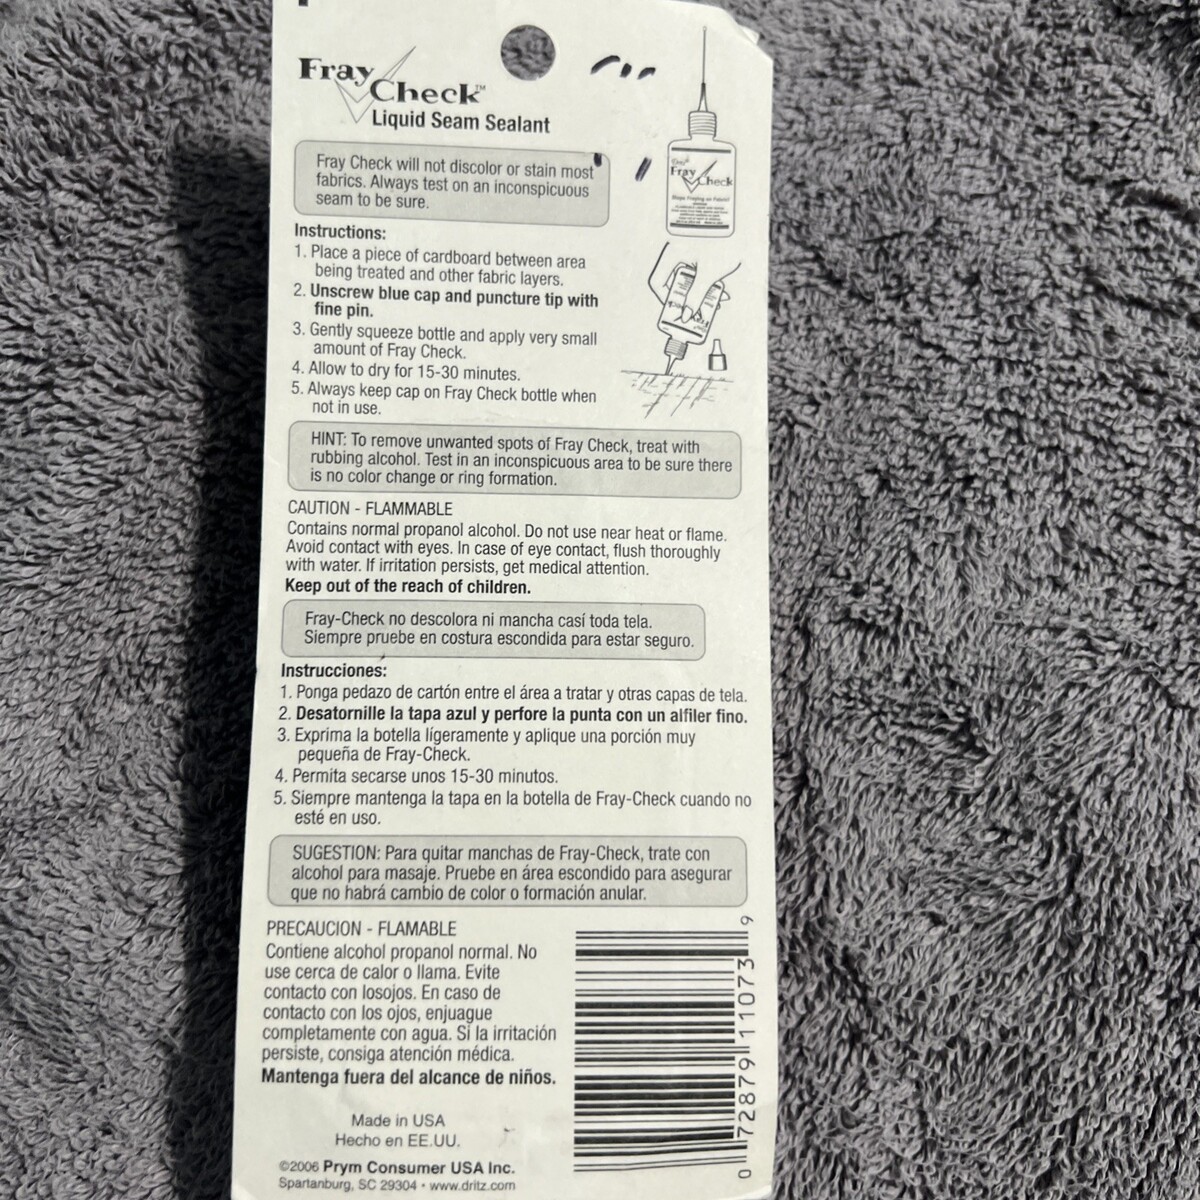 Fray Check™
Liquid Seam Sealant
Fray Check will not discolor or stain most
fabrics. Always test on an inconspicuous
seam to be sure.
Fray Check
Instructions:
1. Place a piece of cardboard between area
being treated and other fabric layers.
2. Unscrew blue cap and puncture tip with
fine pin.
3. Gently squeeze bottle and apply very small
amount of Fray Check.
4. Allow to dry for 15-30 minutes.
5. Always keep cap on Fray Check bottle when
not in use.
HINT: To remove unwanted spots of Fray Check, treat with
rubbing alcohol. Test in an inconspicuous area to be sure there
is no color change or ring formation.
CAUTION - FLAMMABLE
Contains normal propanol alcohol. Do not use near heat or flame.
Avoid contact with eyes. In case of eye contact, flush thoroughly
with water. If irritation persists, get medical attention.
Keep out of the reach of children.
Fray-Check no descolora ni mancha casí toda tela.
Siempre pruebe en costura escondida para estar seguro.
Instrucciones:
1. Ponga pedazo de cartón entre el área a tratar y otras capas de tela.
2. Desatornille la tapa azul y perfore la punta con un alfiler fino.
3. Exprima la botella lígeramente y aplique una porción muy
pequeña de Fray-Check.
4. Permita secarse unos 15-30 minutos.
5. Siempre mantenga la tapa en la botella de Fray-Check cuando no
esté en uso.
SUGESTION: Para quitar manchas de Fray-Check, trate con
alcohol para masaje. Pruebe en área escondido para asegurar
que no habrá cambio de color o formación anular.
PRECAUCION - FLAMABLE
Contiene alcohol propanol normal. No
use cerca de calor o llama. Evite
contacto con losojos. En caso de
contacto con los ojos, enjuague
completamente con agua. Si la irritación
persiste, consiga atención médica.
Mantenga fuera del alcance de niños.
0 72879 11073 9
Made in USA
Hecho en EE.UU.
©2006 Prym Consumer USA Inc.
Spartanburg, SC 29304 • www.dritz.com